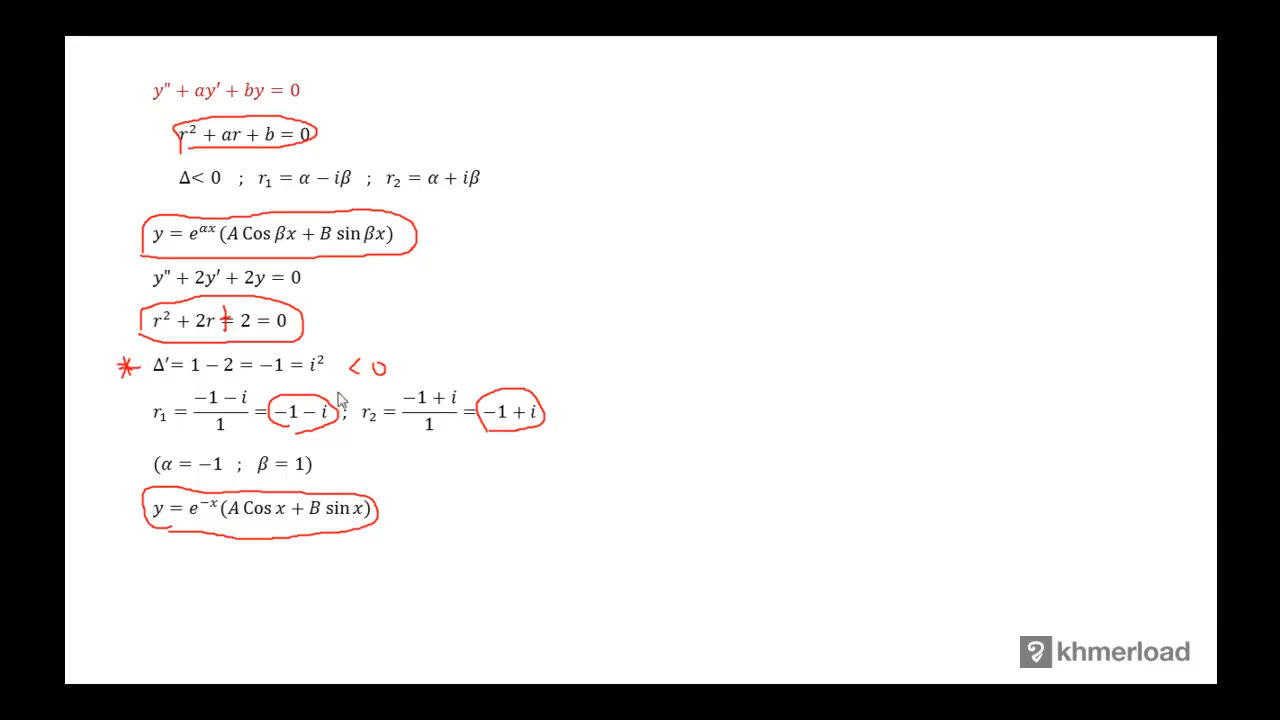 y" + ay′ + by = 0
r² + ar + b = 0
Δ< 0 ; r₁ = α − iβ ; r₂ = α + iβ
y = e^{αx} (A Cos βx + B sin βx)
y" + 2y′ + 2y = 0
r² + 2r + 2 = 0
* Δ′= 1 − 2 = −1 = i² < 0
r₁ = \frac{−1 − i}{1} = −1 − i ; r₂ = \frac{−1 + i}{1} = −1 + i
(α = −1 ; β = 1)
y = e^{−x} (A Cos x + B sin x)
khmerload